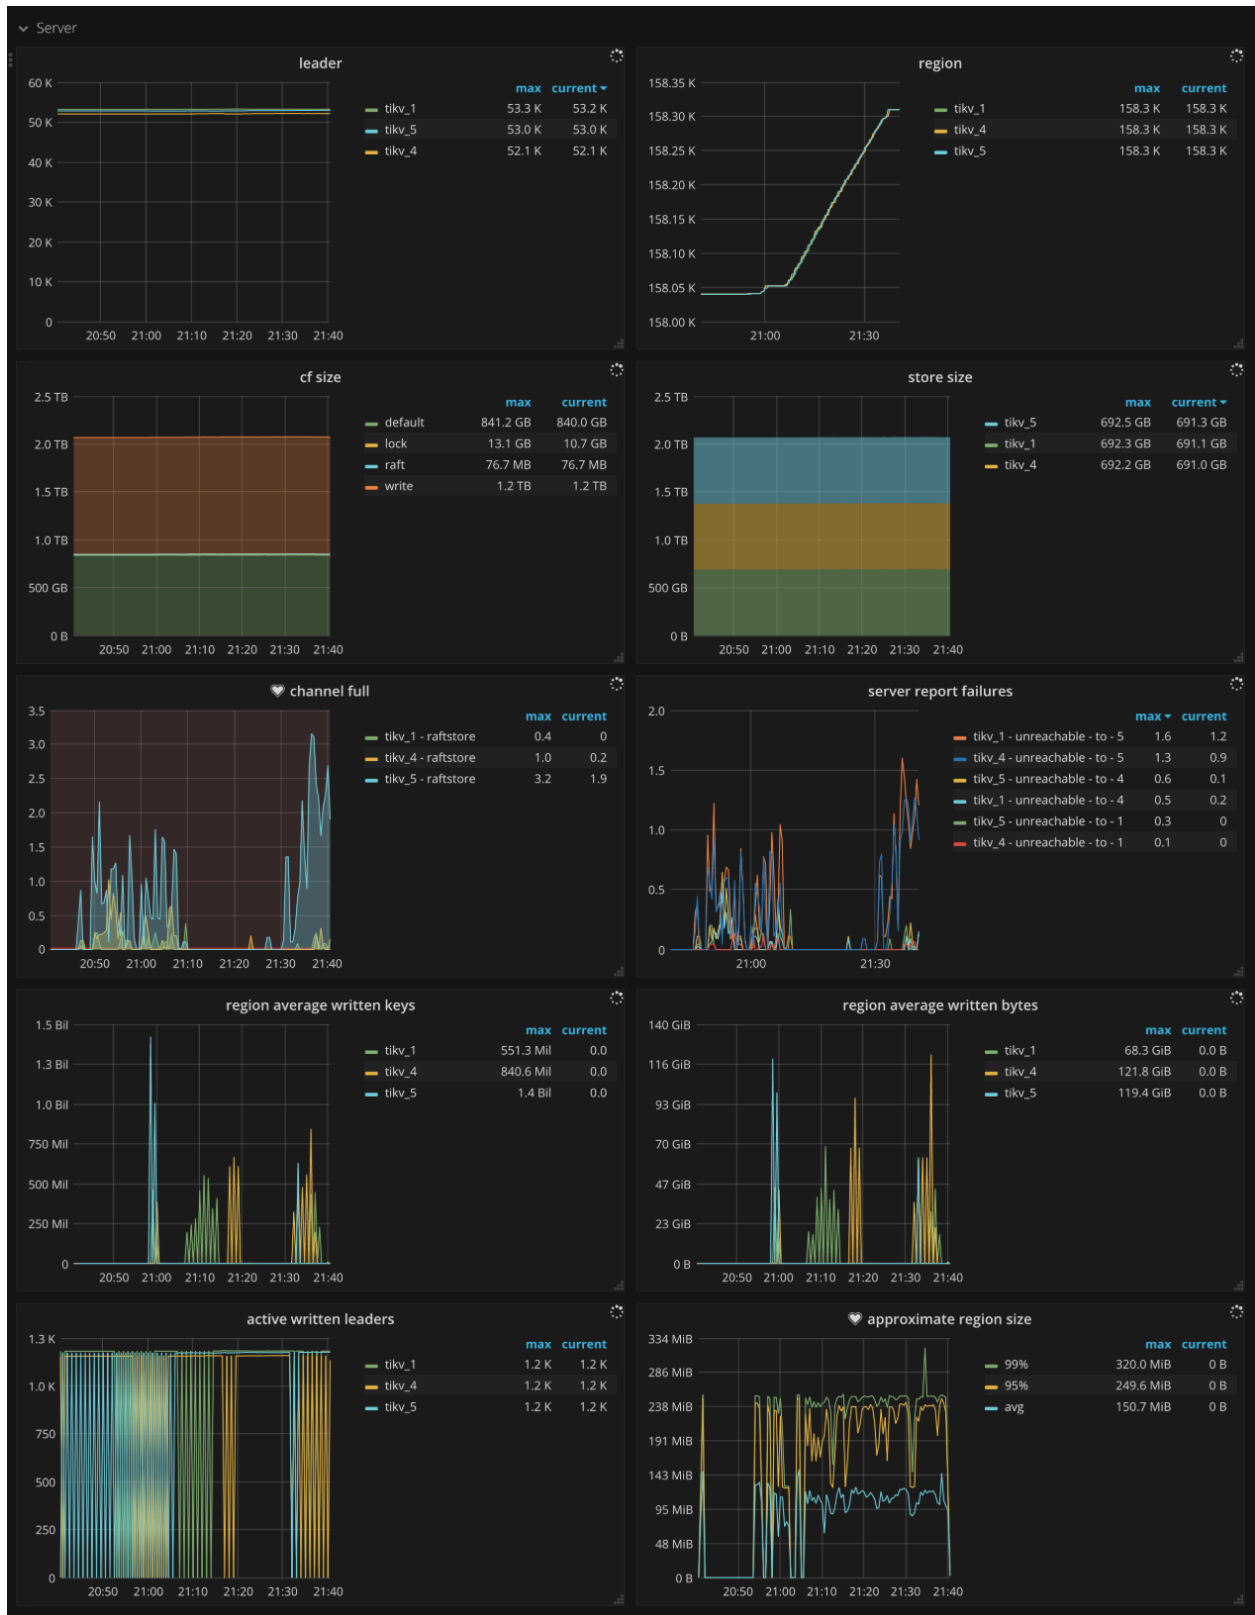 Server
leader
60 K
50 K
40 K
30 K
20 K
10 K
0
20:50 21:00 21:10 21:20 21:30 21:40
max current
tikv_1 53.3 K 53.2 K
tikv_5 53.0 K 53.0 K
tikv_4 52.1 K 52.1 K
region
158.35 K
158.30 K
158.25 K
158.20 K
158.15 K
158.10 K
158.05 K
158.00 K
21:00 21:30
max current
tikv_1 158.3 K 158.3 K
tikv_4 158.3 K 158.3 K
tikv_5 158.3 K 158.3 K
cf size
2.5 TB
2.0 TB
1.5 TB
1.0 TB
500 GB
0 B
20:50 21:00 21:10 21:20 21:30 21:40
max current
default 841.2 GB 840.0 GB
lock 13.1 GB 10.7 GB
raft 76.7 MB 76.7 MB
write 1.2 TB 1.2 TB
store size
2.5 TB
2.0 TB
1.5 TB
1.0 TB
500 GB
0 B
20:50 21:00 21:10 21:20 21:30 21:40
max current
tikv_5 692.5 GB 691.3 GB
tikv_1 692.3 GB 691.1 GB
tikv_4 692.2 GB 691.0 GB
channel full
3.5
3.0
2.5
2.0
1.5
1.0
0.5
0
20:50 21:00 21:10 21:20 21:30 21:40
max current
tikv_1 - raftstore 0.4 0
tikv_4 - raftstore 1.0 0.2
tikv_5 - raftstore 3.2 1.9
server report failures
2.0
1.5
1.0
0.5
0
21:00 21:30
max current
tikv_1 - unreachable - to - 5 1.6 1.2
tikv_4 - unreachable - to - 5 1.3 0.9
tikv_5 - unreachable - to - 4 0.6 0.1
tikv_1 - unreachable - to - 4 0.5 0.2
tikv_5 - unreachable - to - 1 0.3 0
tikv_4 - unreachable - to - 1 0.1 0
region average written keys
1.5 Bil
1.3 Bil
1.0 Bil
750 Mil
500 Mil
250 Mil
0
20:50 21:00 21:10 21:20 21:30 21:40
max current
tikv_1 551.3 Mil 0.0
tikv_4 840.6 Mil 0.0
tikv_5 1.4 Bil 0.0
region average written bytes
140 GiB
116 GiB
93 GiB
70 GiB
47 GiB
23 GiB
0 B
20:50 21:00 21:10 21:20 21:30 21:40
max current
tikv_1 68.3 GiB 0.0 B
tikv_4 121.8 GiB 0.0 B
tikv_5 119.4 GiB 0.0 B
active written leaders
1.3 K
1.0 K
750
500
250
0
20:50 21:00 21:10 21:20 21:30 21:40
max current
tikv_1 1.2 K 1.2 K
tikv_4 1.2 K 1.2 K
tikv_5 1.2 K 1.2 K
approximate region size
334 MiB
286 MiB
238 MiB
191 MiB
143 MiB
95 MiB
48 MiB
0 B
20:50 21:00 21:10 21:20 21:30 21:40
max current
99% 320.0 MiB 0 B
95% 249.6 MiB 0 B
avg 150.7 MiB 0 B